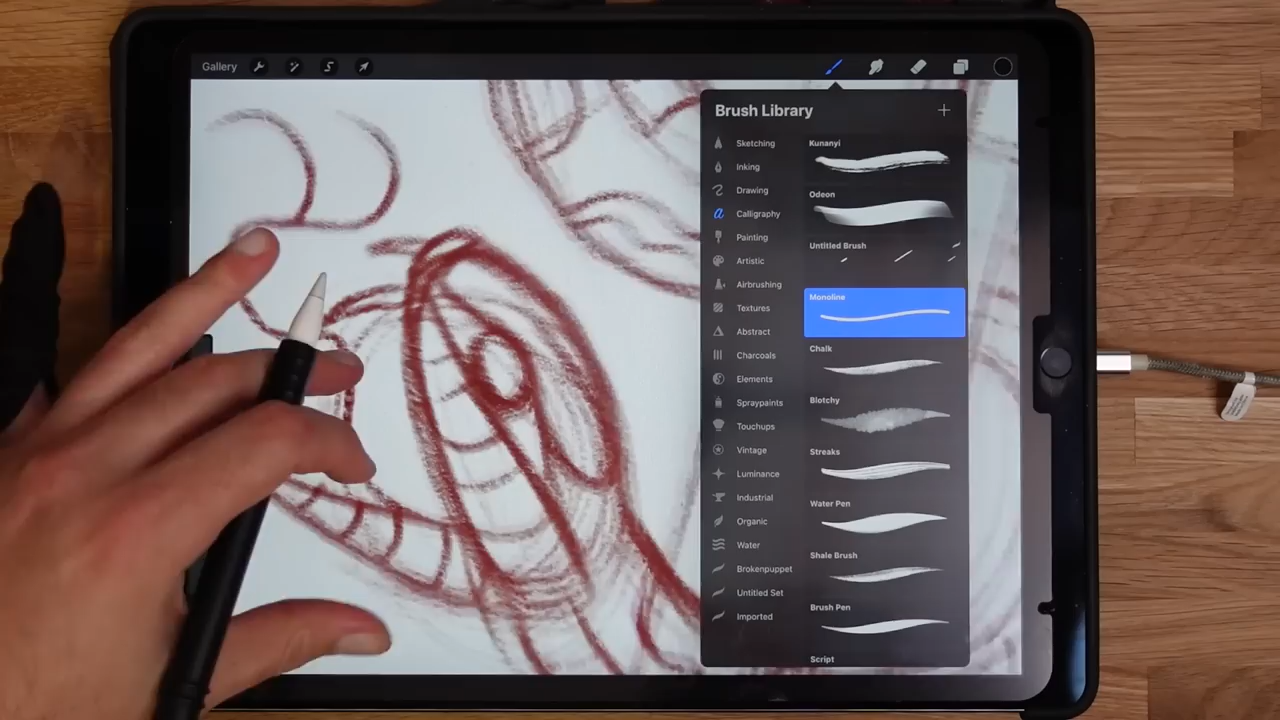 Gallery
Brush Library
Sketching
Inking
Drawing
Calligraphy
Painting
Artistic
Airbrushing
Textures
Abstract
Charcoals
Elements
Spraypaints
Touchups
Vintage
Luminance
Industrial
Organic
Water
Brokenpuppet
Untitled Set
Imported
Kunanyi
Odeon
Untitled Brush
Monoline
Chalk
Blotchy
Streaks
Water Pen
Shale Brush
Brush Pen
Script